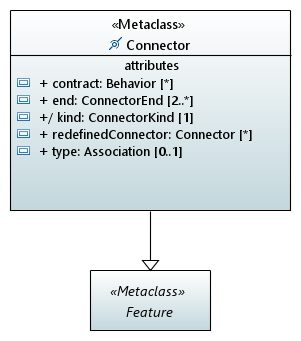 «Metaclass»
Connector
attributes
+ contract: Behavior [*]
+ end: ConnectorEnd [2..*]
+/ kind: ConnectorKind [1]
+ redefinedConnector: Connector [*]
+ type: Association [0..1]
«Metaclass»
Feature